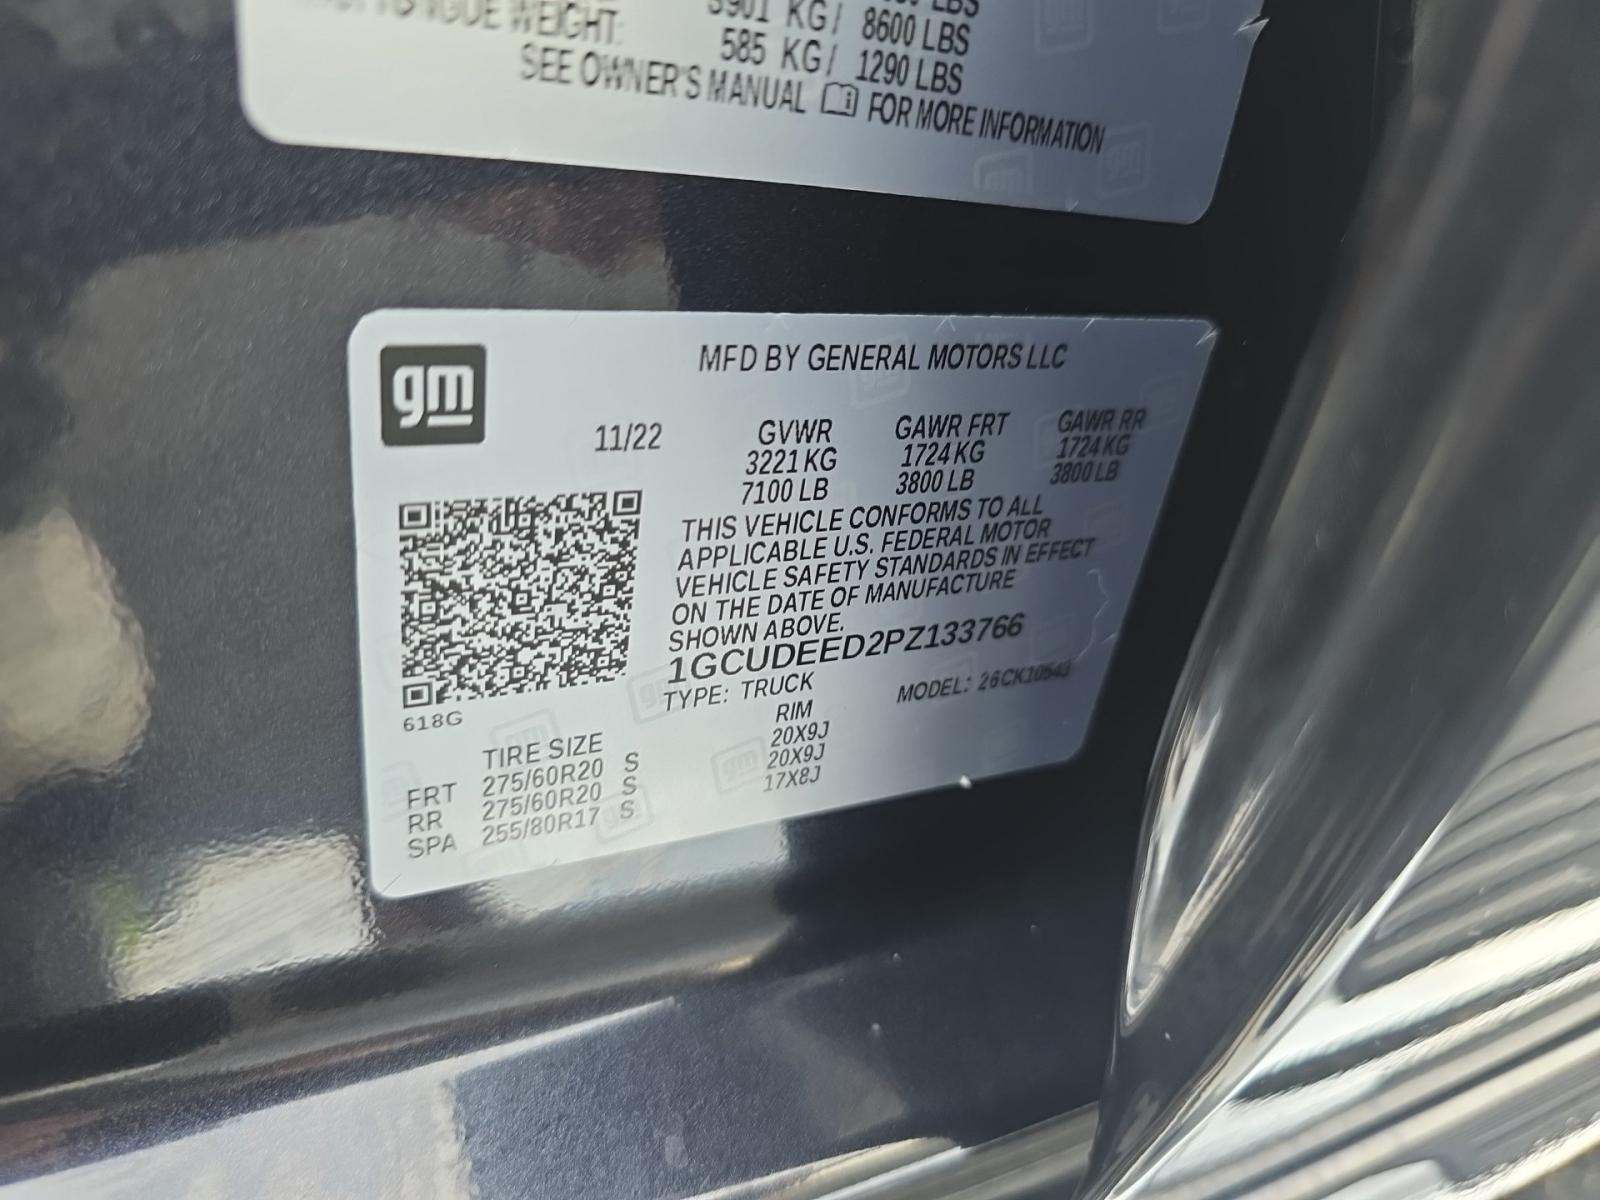 LBS
3901 KG/ 8600 LBS
TONGUE WEIGHT: 585 KG/ 1290 LBS
SEE OWNER'S MANUAL FOR MORE INFORMATION
gm
MFD BY GENERAL MOTORS LLC
11/22 GVWR GAWR FRT GAWR RR
3221 KG 1724 KG 1724 KG
7100 LB 3800 LB 3800 LB
THIS VEHICLE CONFORMS TO ALL
APPLICABLE U.S. FEDERAL MOTOR
VEHICLE SAFETY STANDARDS IN EFFECT
ON THE DATE OF MANUFACTURE
SHOWN ABOVE.
1GCUDEED2PZ133766
TYPE: TRUCK MODEL: 26CK10543
618G
TIRE SIZE RIM
FRT 275/60R20 S 20X9J
RR 275/60R20 S 20X9J
SPA 255/80R17 S 17X8J